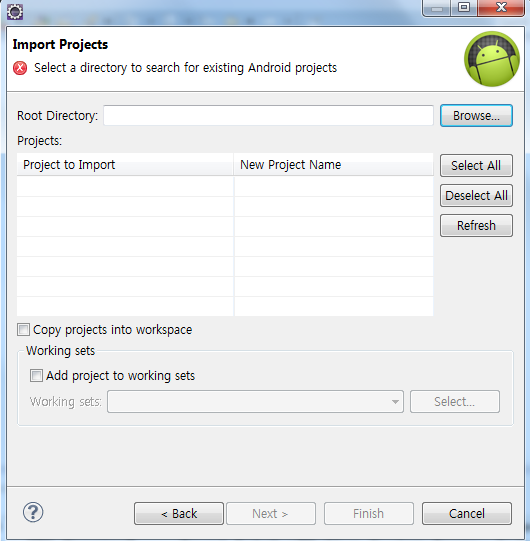 Import Projects
Select a directory to search for existing Android projects
Root Directory:
Browse...
Projects:
Project to Import
New Project Name
Select All
Deselect All
Refresh
Copy projects into workspace
Working sets
Add project to working sets
Working sets:
Select...
?
< Back
Next >
Finish
Cancel